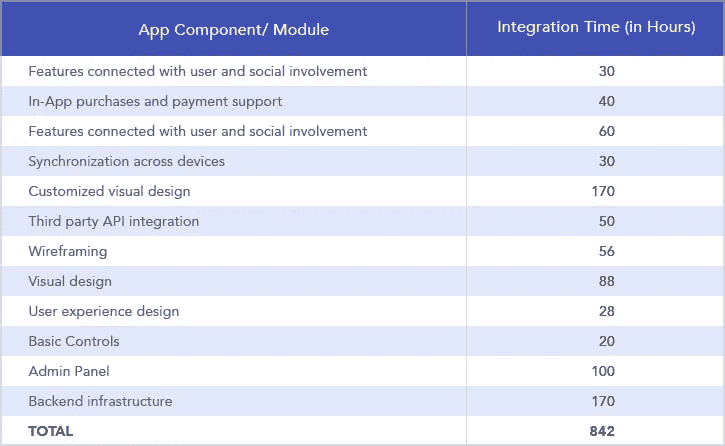 App Component/ Module Integration Time (in Hours)
Features connected with user and social involvement 30
In-App purchases and payment support 40
Features connected with user and social involvement 60
Synchronization across devices 30
Customized visual design 170
Third party API integration 50
Wireframing 56
Visual design 88
User experience design 28
Basic Controls 20
Admin Panel 100
Backend infrastructure 170
TOTAL 842